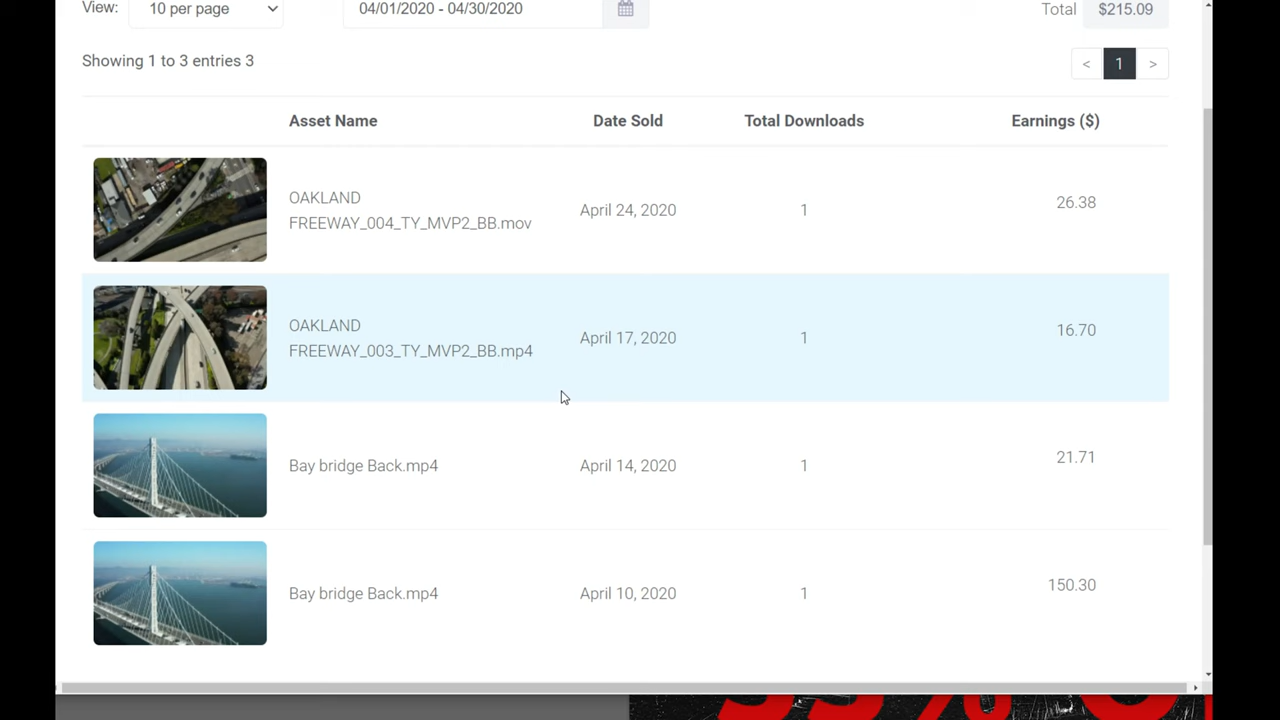 View: 10 per page 04/01/2020 - 04/30/2020 Total $215.09
Showing 1 to 3 entries 3 < 1 >
Asset Name Date Sold Total Downloads Earnings ($)
OAKLAND
FREEWAY_004_TY_MVP2_BB.mov April 24, 2020 1 26.38
OAKLAND
FREEWAY_003_TY_MVP2_BB.mp4 April 17, 2020 1 16.70
Bay bridge Back.mp4 April 14, 2020 1 21.71
Bay bridge Back.mp4 April 10, 2020 1 150.30